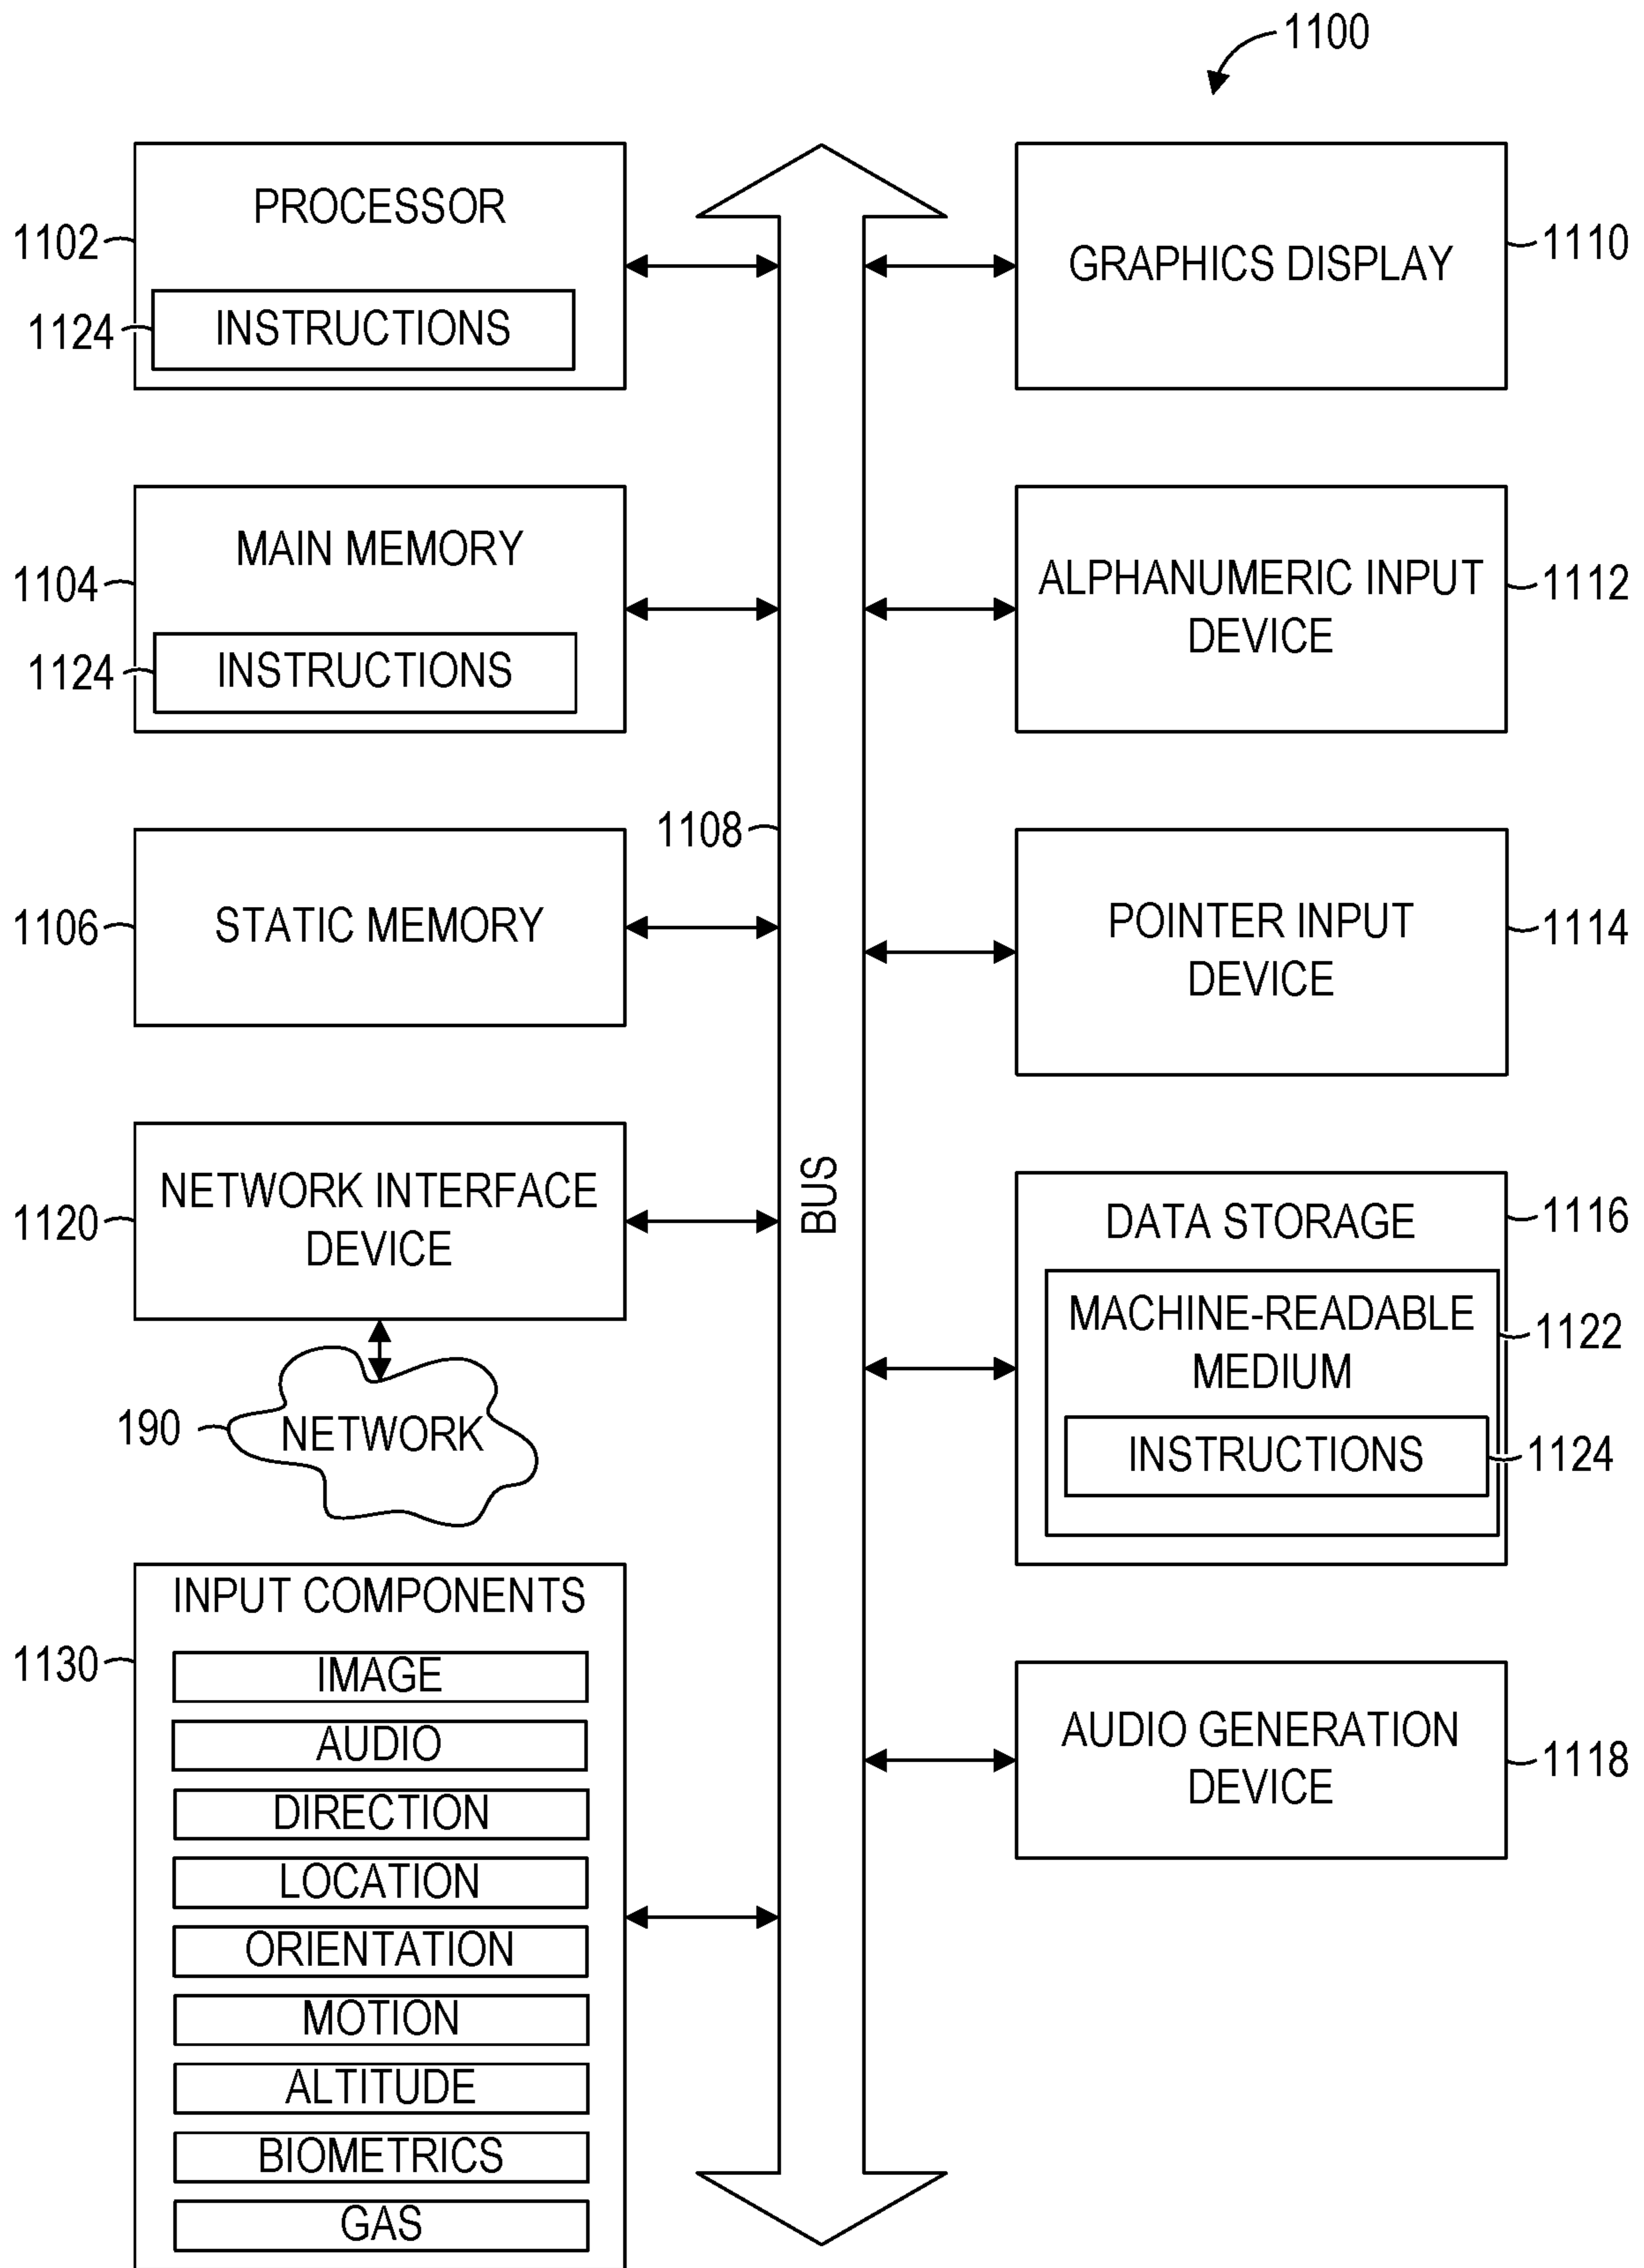 1100
PROCESSOR
1102
1124
INSTRUCTIONS
MAIN MEMORY
1104
1124
INSTRUCTIONS
1108
STATIC MEMORY
1106
NETWORK INTERFACE
DEVICE
1120
190
NETWORK
INPUT COMPONENTS
1130
IMAGE
AUDIO
DIRECTION
LOCATION
ORIENTATION
MOTION
ALTITUDE
BIOMETRICS
GAS
BUS
GRAPHICS DISPLAY
1110
ALPHANUMERIC INPUT
DEVICE
1112
POINTER INPUT
DEVICE
1114
DATA STORAGE
1116
MACHINE-READABLE
MEDIUM
1122
INSTRUCTIONS
1124
AUDIO GENERATION
DEVICE
1118